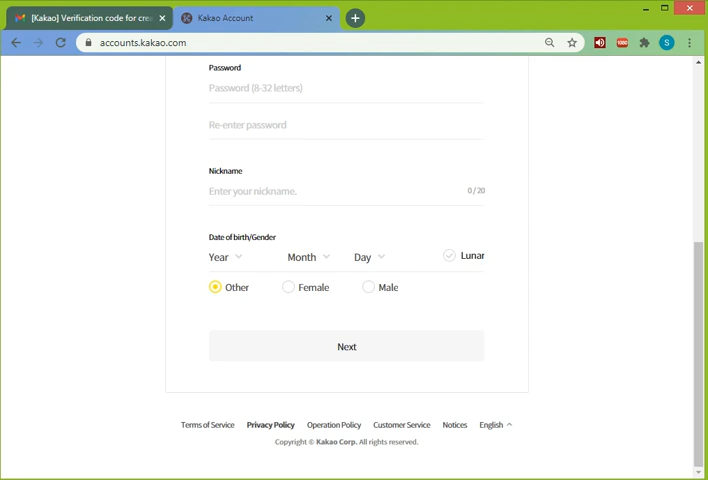 [Kakao] Verification code for crea
Kakao Account
accounts.kakao.com
1080
S
Password
Password (8-32 letters)
Re-enter password
Nickname
Enter your nickname. 0 / 20
Date of birth/Gender
Year Month Day Lunar
Other Female Male
Next
Terms of Service Privacy Policy Operation Policy Customer Service Notices English
Copyright © Kakao Corp. All rights reserved.